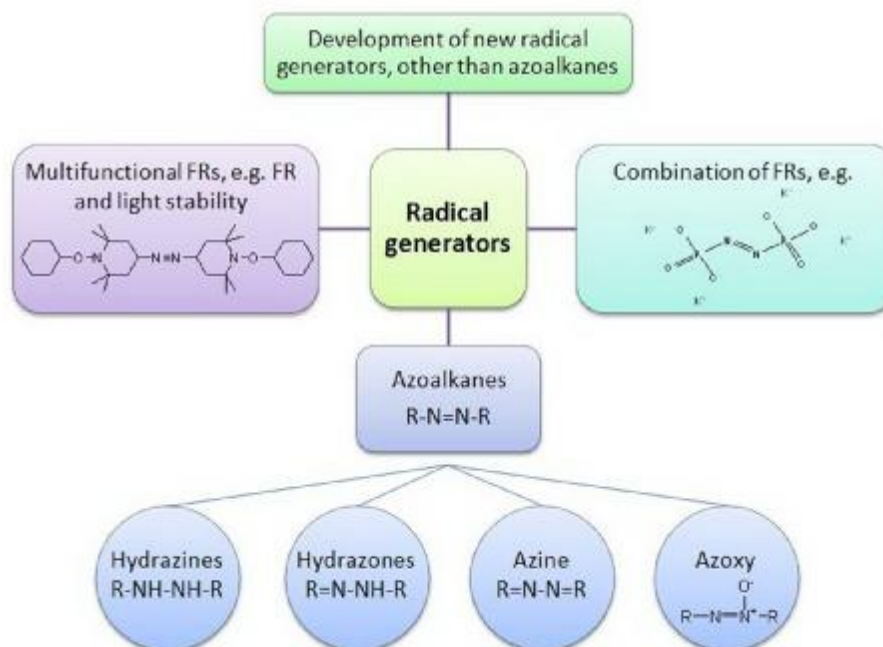 Development of new radical
generators, other than azoalkanes
Multifunctional FRs, e.g. FR
and light stability
O-N N=N N-O
Radical
generators
Combination of FRs, e.g.
K+
O O
K+ P N P O K+
O O N O
K+
Azoalkanes
R-N=N-R
Hydrazines
R-NH-NH-R
Hydrazones
R=N-NH-R
Azine
R=N-N=R
Azoxy
O-
R-N=N+-R